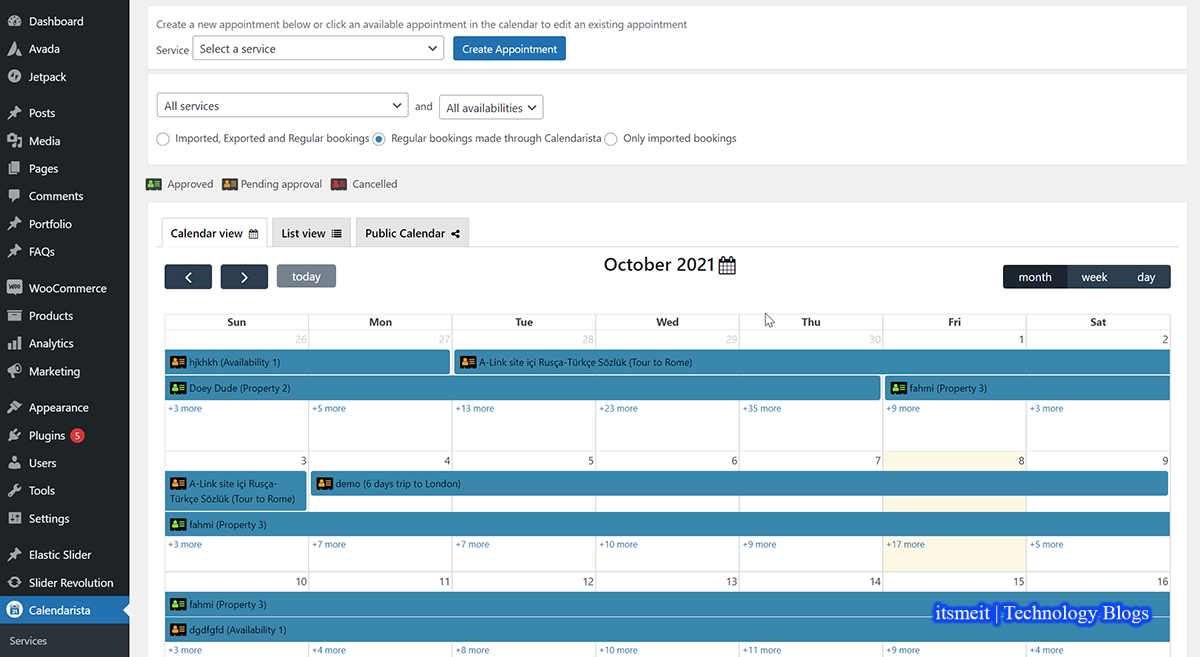 Dashboard
Avada
Jetpack
Posts
Media
Pages
Comments
Portfolio
FAQs
WooCommerce
Products
Analytics
Marketing
Appearance
Plugins 5
Users
Tools
Settings
Elastic Slider
Slider Revolution
Calendarista
Services
Create a new appointment below or click an available appointment in the calendar to edit an existing appointment
Service Select a service Create Appointment
All services and All availabilities
Imported, Exported and Regular bookings Regular bookings made through Calendarista Only imported bookings
Approved Pending approval Cancelled
Calendar view List view Public Calendar
today October 2021 month week day
Sun Mon Tue Wed Thu Fri Sat
26 27 28 29 30 1 2
hjkhkh (Availability 1) A-Link site içi Rusça-Türkçe Sözlük (Tour to Rome)
Doey Dude (Property 2) fahmi (Property 3)
+3 more +5 more +13 more +23 more +35 more +9 more +3 more
3 4 5 6 7 8 9
A-Link site içi Rusça- demo (6 days trip to London)
Türkçe Sözlük (Tour to Rome)
fahmi (Property 3)
+3 more +7 more +7 more +10 more +9 more +17 more +5 more
10 11 12 13 14 15 16
fahmi (Property 3)
itsmeit | Technology Blogs
dgdfgfd (Availability 1)
+3 more +4 more +8 more +10 more +11 more +9 more +4 more